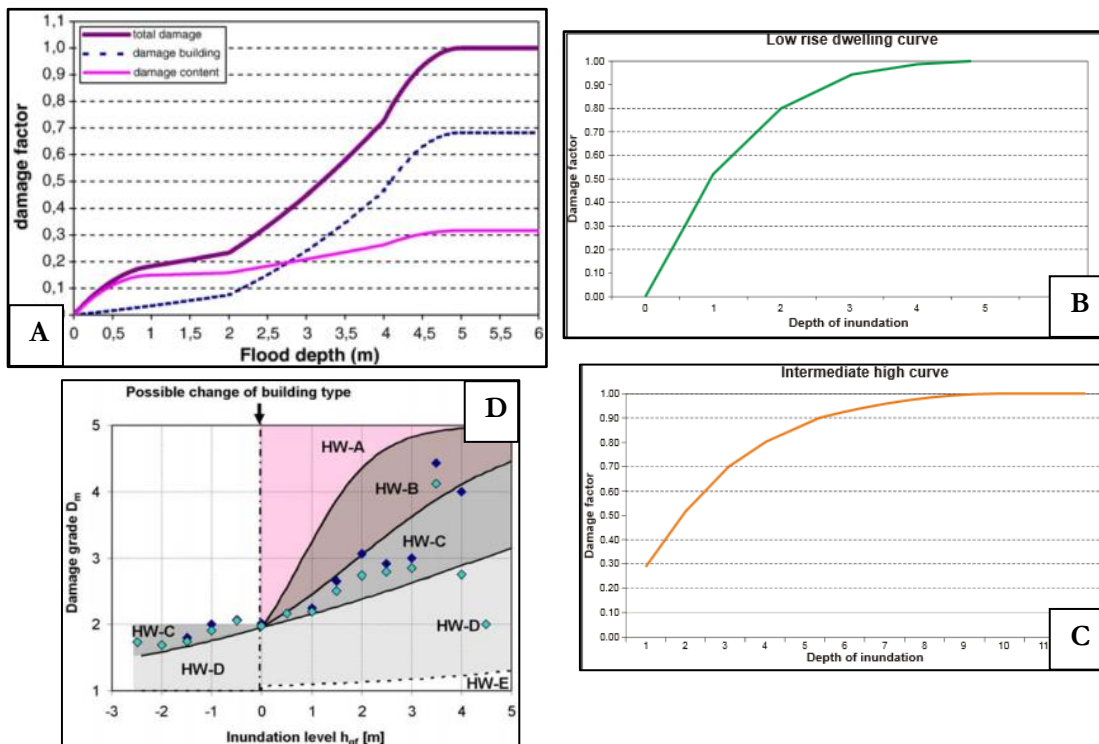 1,1
1,0
0,9
0,8
0,7
0,6
0,5
0,4
0,3
0,2
0,1
0
total damage
damage building
damage content
damage factor
0 0,5 1 1,5 2 2,5 3 3,5 4 4,5 5 5,5 6
Flood depth (m)
A
Low rise dwelling curve
1.00
0.90
0.80
0.70
0.60
0.50
0.40
0.30
0.20
0.10
0.00
Damage factor
0 1 2 3 4 5
Depth of inundation
B
Possible change of building type
D
5
4
3
2
1
Damage grade Dm
HW-A
HW-B
HW-C
HW-C
HW-D
HW-D
HW-E
-3 -2 -1 0 1 2 3 4 5
Inundation level hgf [m]
Intermediate high curve
1.00
0.90
0.80
0.70
0.60
0.50
0.40
0.30
0.20
0.10
0.00
Damage factor
1 2 3 4 5 6 7 8 9 10 11
Depth of inundation
C